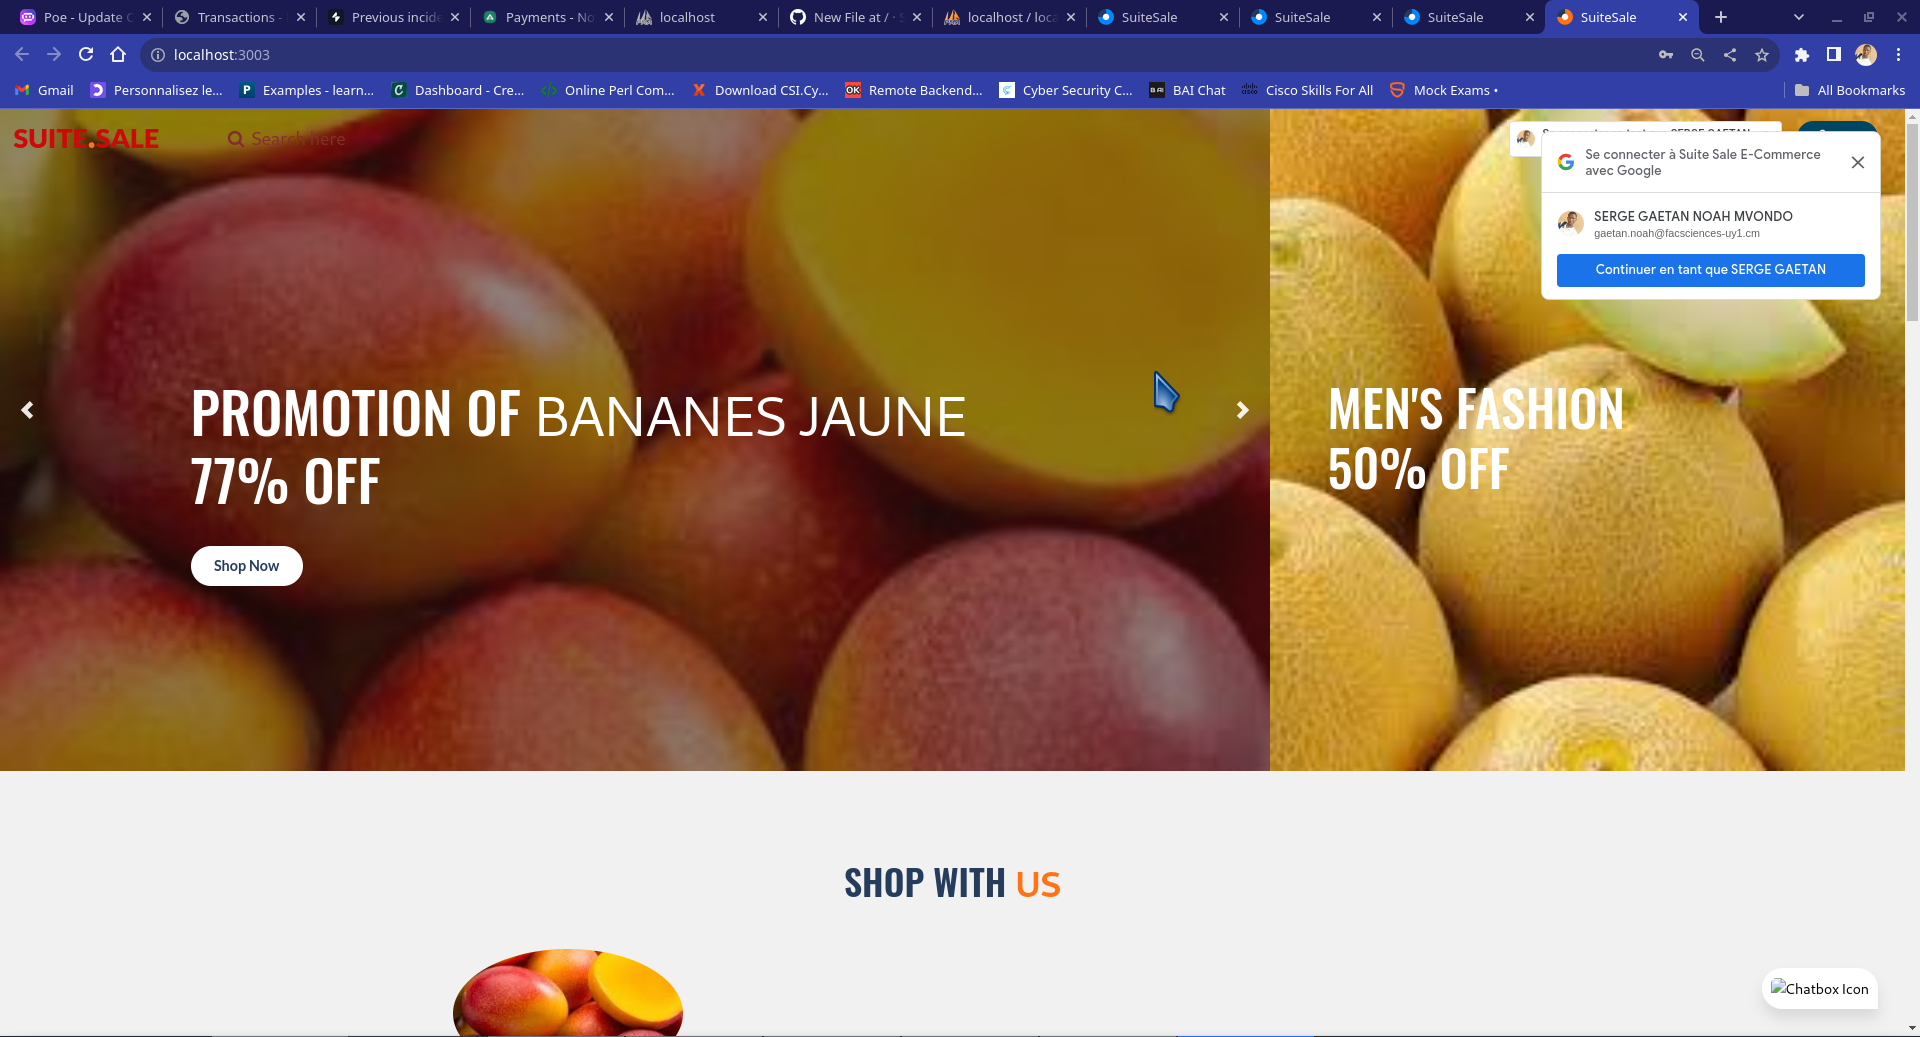 Poe - Update
Transactions -
Previous incide
Payments - No
localhost
New File at / ·
localhost / loca
SuiteSale
SuiteSale
SuiteSale
SuiteSale
localhost:3003
Gmail
Personnalisez le...
Examples - learn...
Dashboard - Cre...
Online Perl Com...
Download CSI.Cy...
Remote Backend...
Cyber Security C...
BAI Chat
Cisco Skills For All
Mock Exams •
All Bookmarks
SUITE.SALE
Search here
Se connecter à Suite Sale E-Commerce
avec Google
SERGE GAETAN NOAH MVONDO
gaetan.noah@facsciences-uy1.cm
Continuer en tant que SERGE GAETAN
PROMOTION OF BANANES JAUNE
77% OFF
Shop Now
MEN'S FASHION
50% OFF
SHOP WITH US
Chatbox Icon